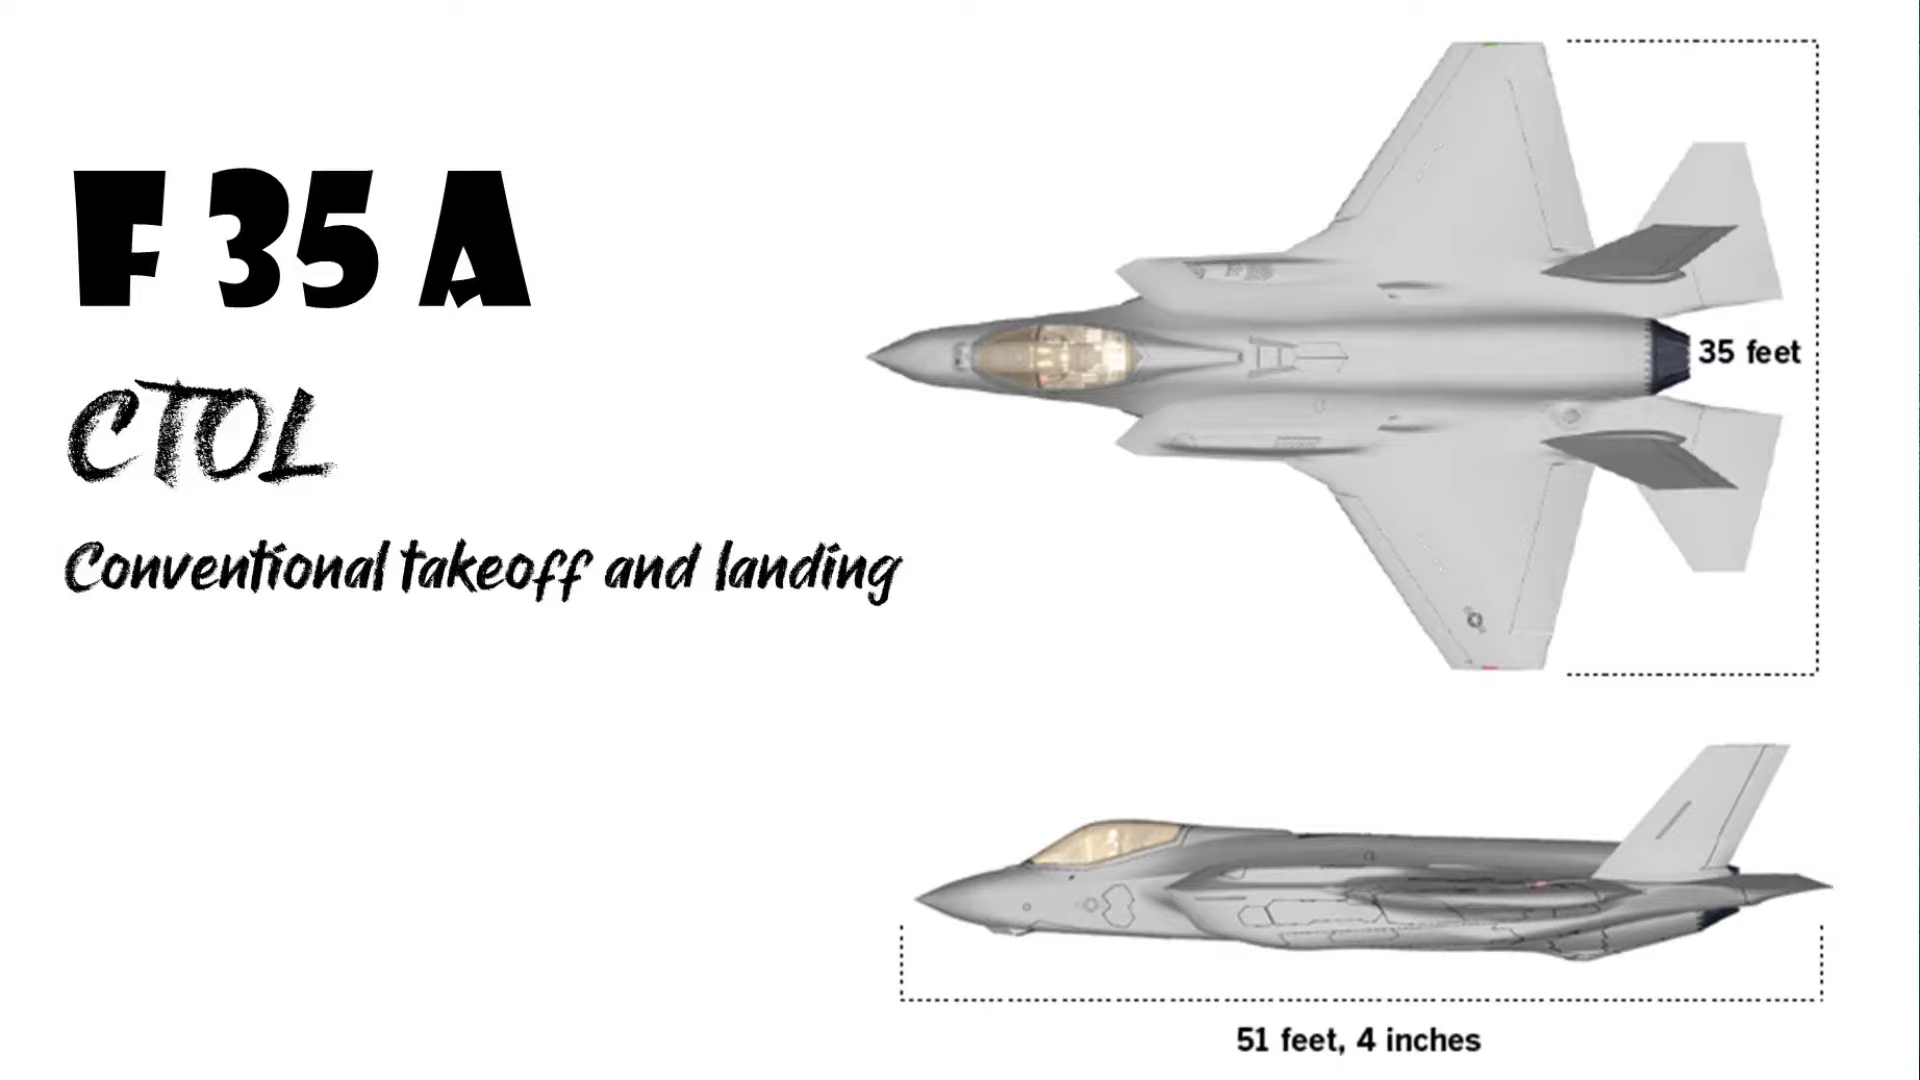 F 35 A
CTOL
Conventional takeoff and landing
35 feet
51 feet, 4 inches